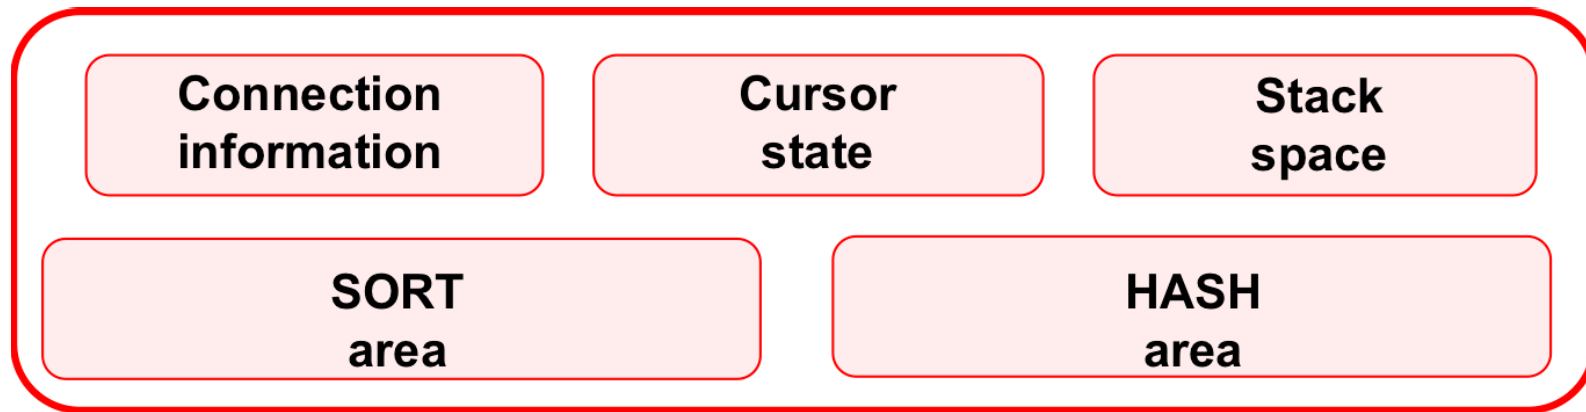 Connection
information
Cursor
state
Stack
space
SORT
area
HASH
area